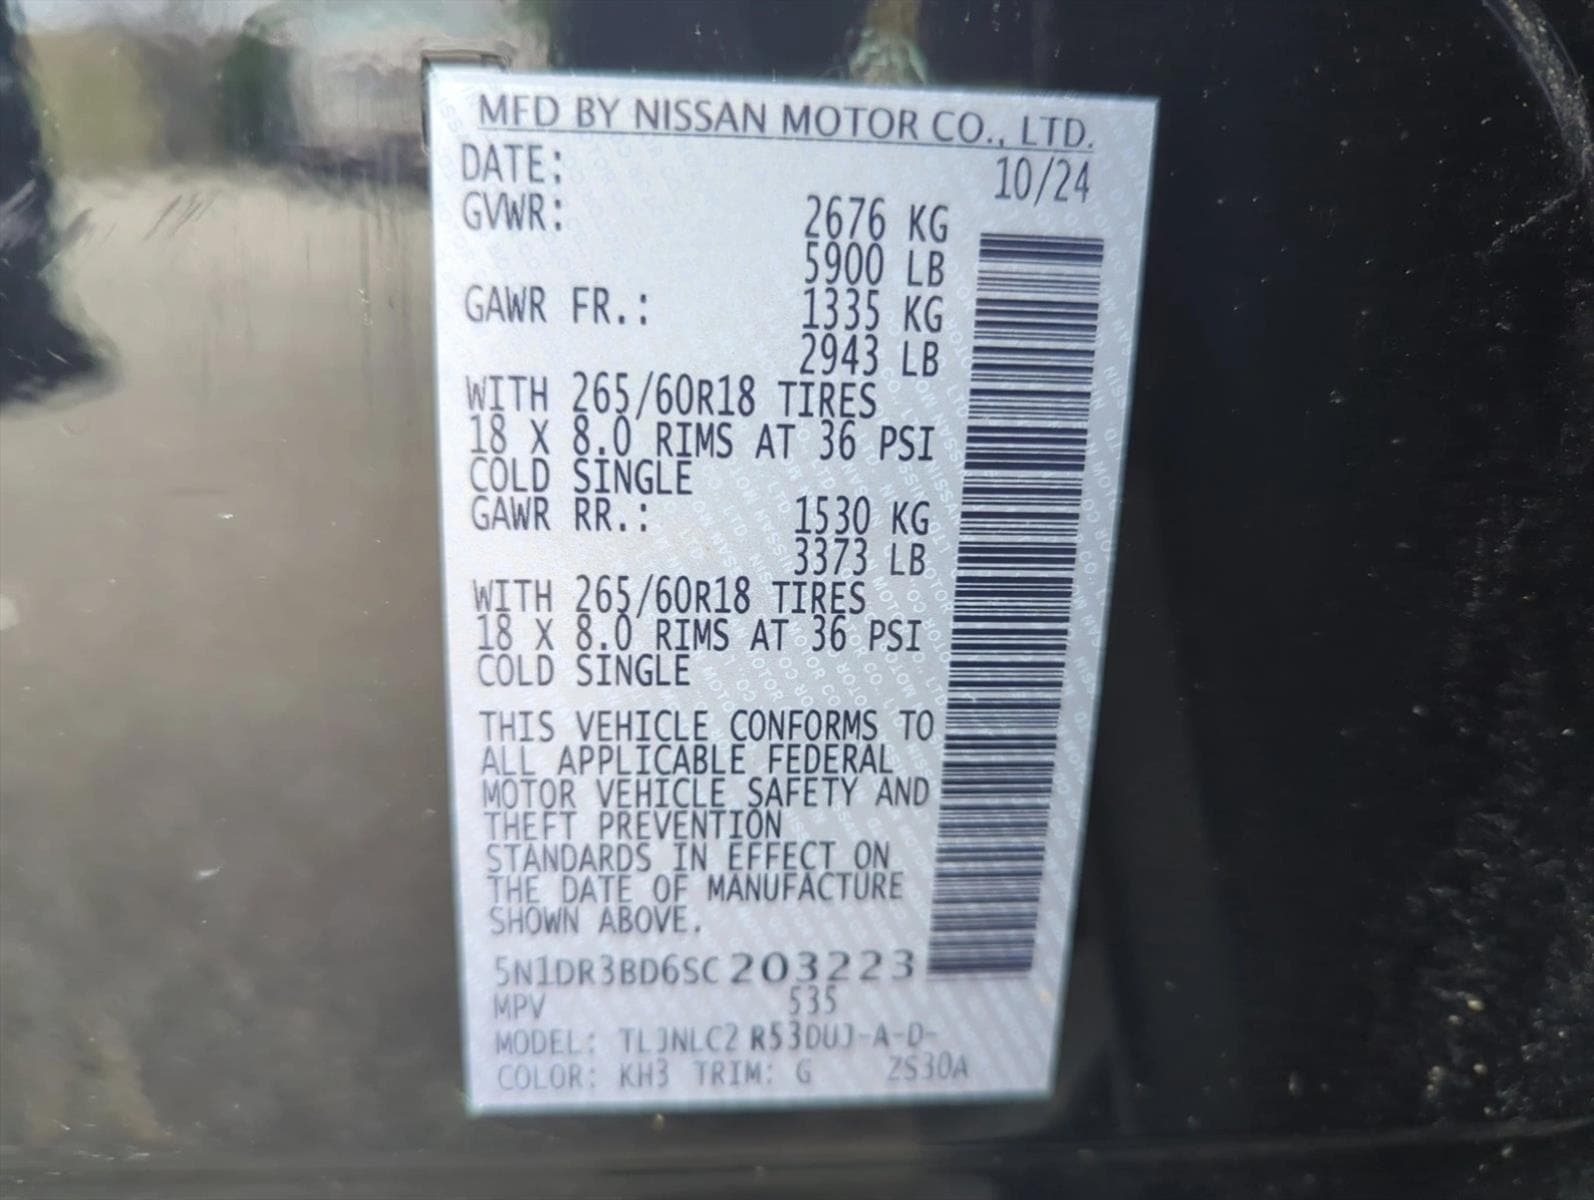 MFD BY NISSAN MOTOR CO., LTD.
DATE: 10/24
GVWR: 2676 KG
5900 LB
GAWR FR.: 1335 KG
2943 LB
WITH 265/60R18 TIRES
18 X 8.0 RIMS AT 36 PSI
COLD SINGLE
GAWR RR.: 1530 KG
3373 LB
WITH 265/60R18 TIRES
18 X 8.0 RIMS AT 36 PSI
COLD SINGLE
THIS VEHICLE CONFORMS TO
ALL APPLICABLE FEDERAL
MOTOR VEHICLE SAFETY AND
THEFT PREVENTION
STANDARDS IN EFFECT ON
THE DATE OF MANUFACTURE
SHOWN ABOVE.
5N1DR3BD6SC203223
MPV 535
MODEL: TLJNLC2 R53DUJ-A-D-
COLOR: KH3 TRIM: G ZS30A